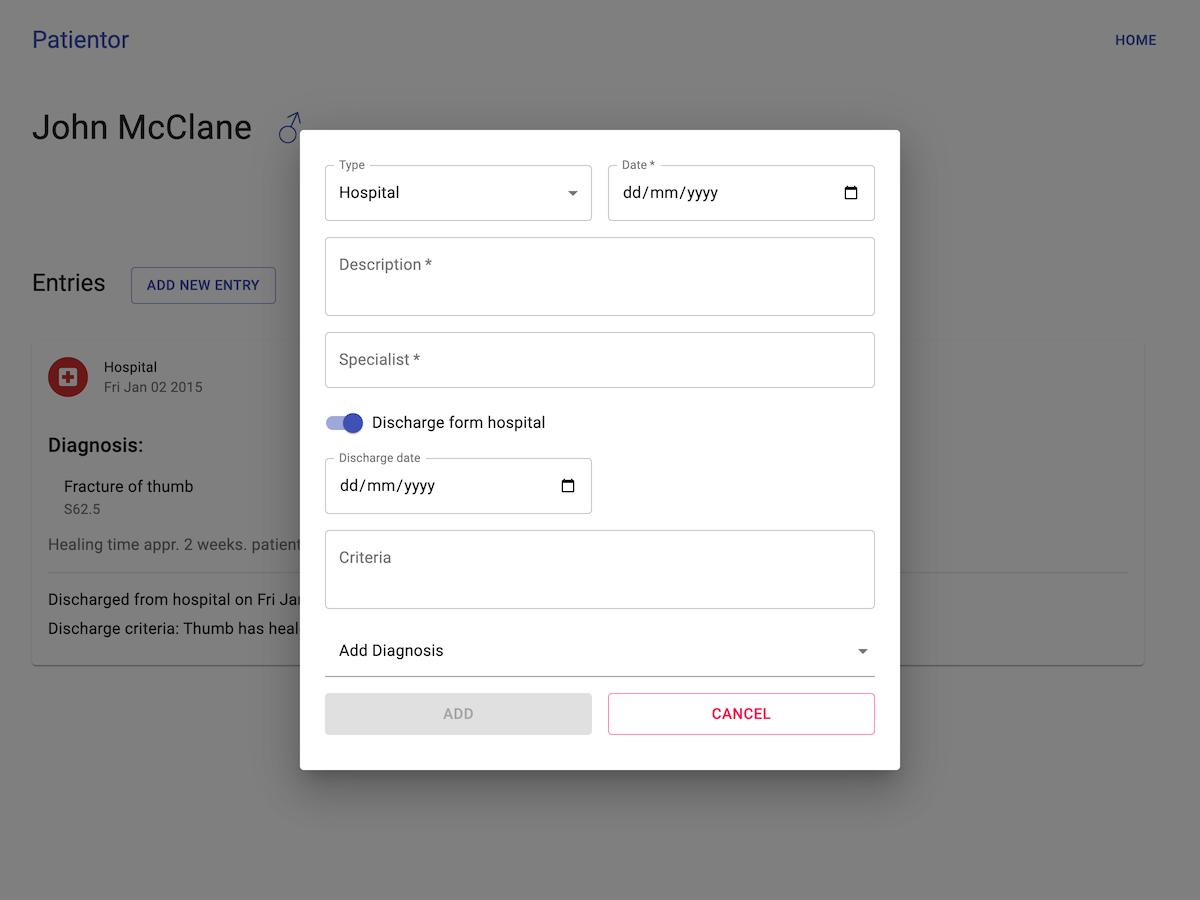 Patientor
HOME
John McClane
Entries
ADD NEW ENTRY
Hospital
Fri Jan 02 2015
Diagnosis:
Fracture of thumb
S62.5
Healing time appr. 2 weeks. patient
Discharged from hospital on Fri Jan
Discharge criteria: Thumb has heal
Type
Hospital
Date *
dd/mm/yyyy
Description *
Specialist *
Discharge form hospital
Discharge date
dd/mm/yyyy
Criteria
Add Diagnosis
ADD
CANCEL